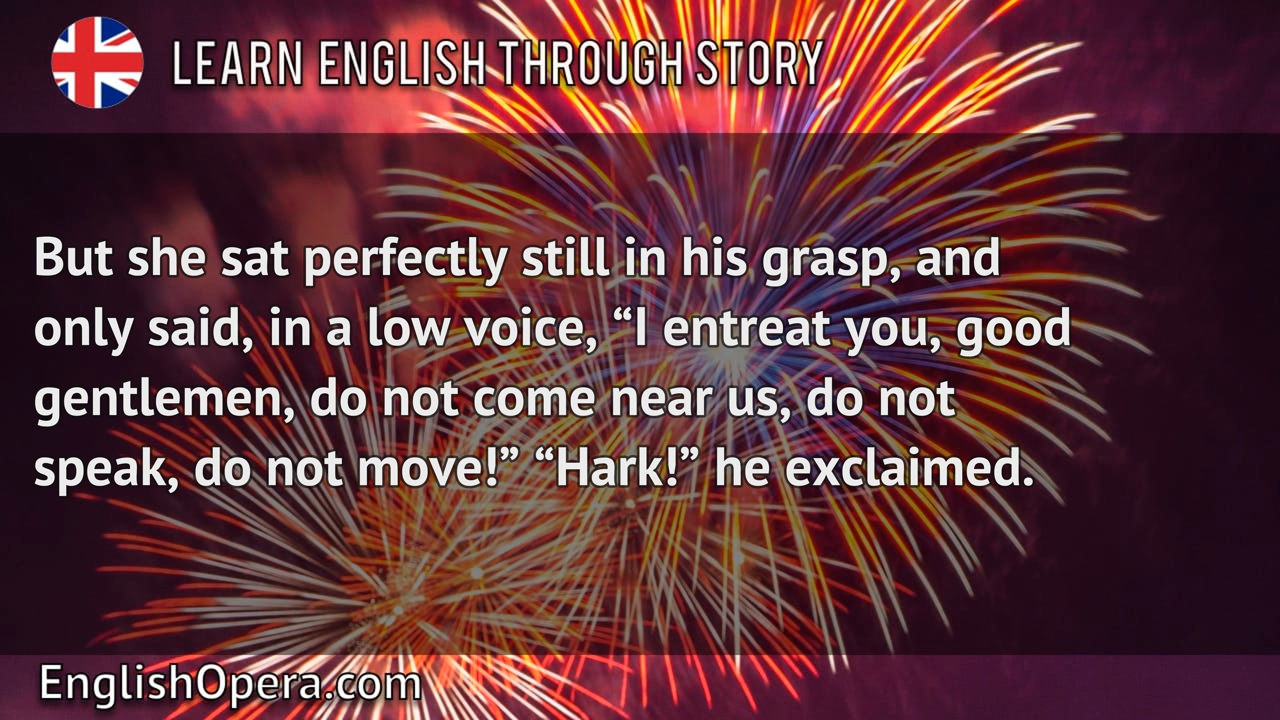 LEARN ENGLISH THROUGH STORY
But she sat perfectly still in his grasp, and
only said, in a low voice, “I entreat you, good
gentlemen, do not come near us, do not
speak, do not move!” “Hark!” he exclaimed.
EnglishOpera.com